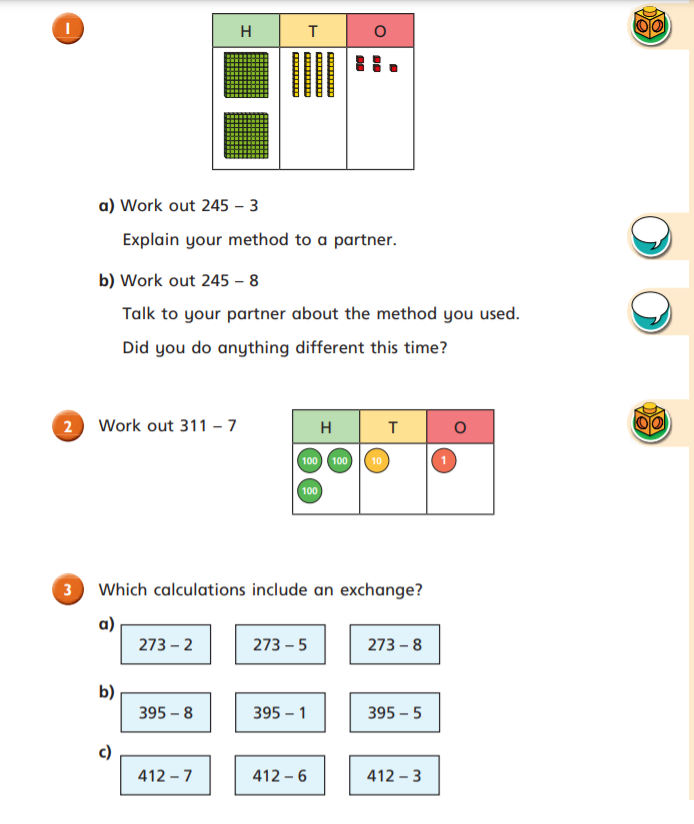 1
H T O
a) Work out 245 – 3
Explain your method to a partner.
b) Work out 245 – 8
Talk to your partner about the method you used.
Did you do anything different this time?
2 Work out 311 – 7
H T O
100 100 10 1
100
3 Which calculations include an exchange?
a)
273 – 2 273 – 5 273 – 8
b)
395 – 8 395 – 1 395 – 5
c)
412 – 7 412 – 6 412 – 3